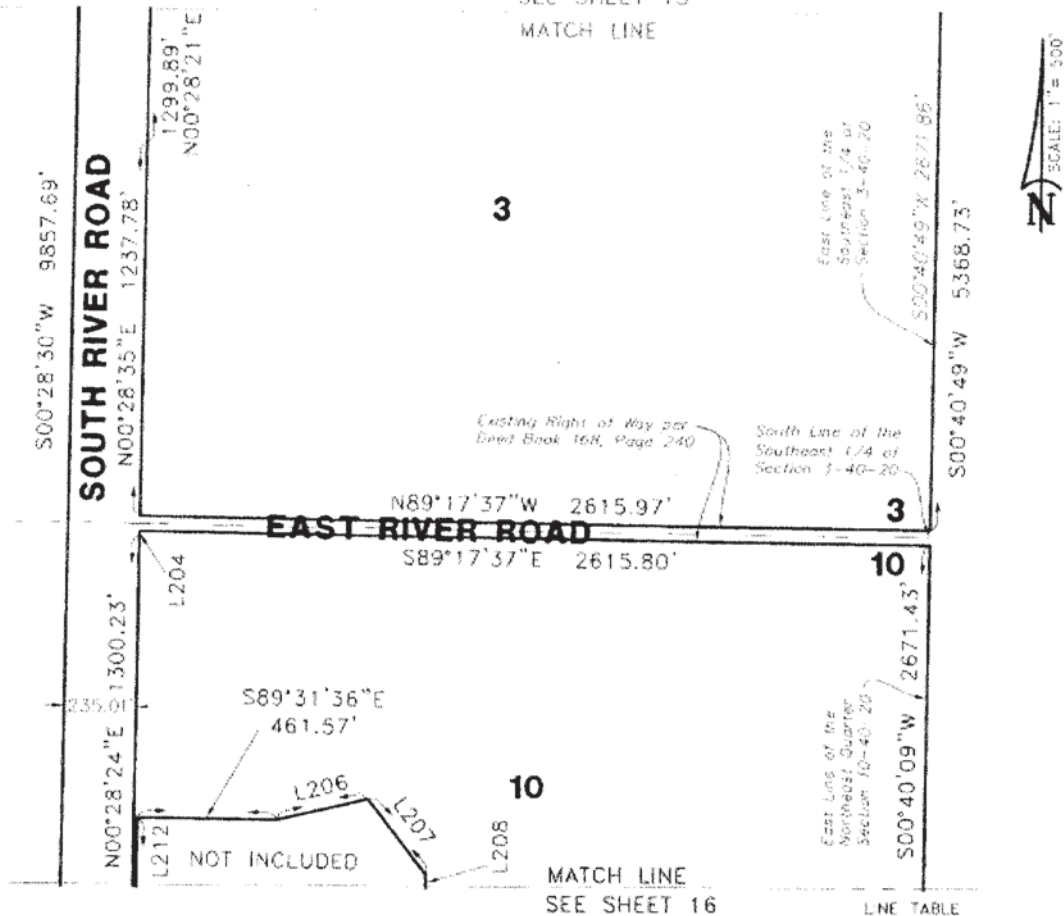 MATCH LINE
1299.89'
N00°28'21"E
SCALE: 1"= 500'
N
3
East Line of the
Southeast 1/4 of
Section 3-40-20
S00°40'49"W 2671.86'
S00°40'49"W 5368.73'
S00°28'30"W 9857.69'
SOUTH RIVER ROAD
N00°28'35"E 1237.78'
Existing Right of Way per
Deed Book 168, Page 240
South Line of the
Southeast 1/4 of
Section 3-40-20
N89°17'37"W 2615.97'
3
EAST RIVER ROAD
S89°17'37"E 2615.80'
10
L204
N00°28'24"E 1300.23'
235.01'
S89°31'36"E
461.57'
L206
L207
L208
L212
NOT INCLUDED
10
East Line of the
Northeast Quarter
Section 10-40-20
S00°40'09"W 2671.43'
MATCH LINE
SEE SHEET 16
LINE TABLE